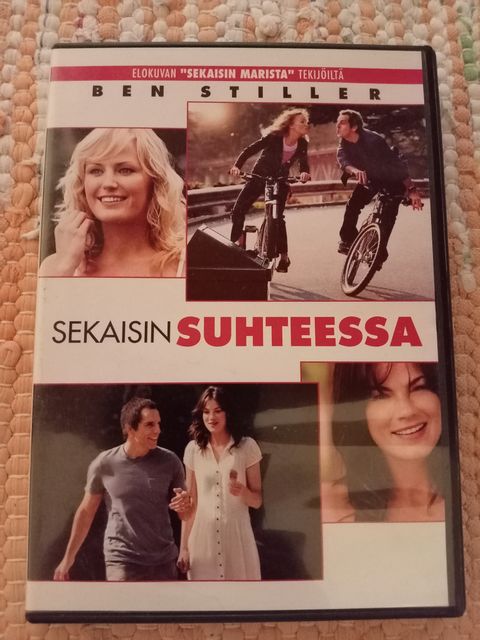 ELOKUVAN "SEKAISIN MARISTA" TEKIJÖILTÄ
BEN STILLER
SEKAISIN SUHTEESSA